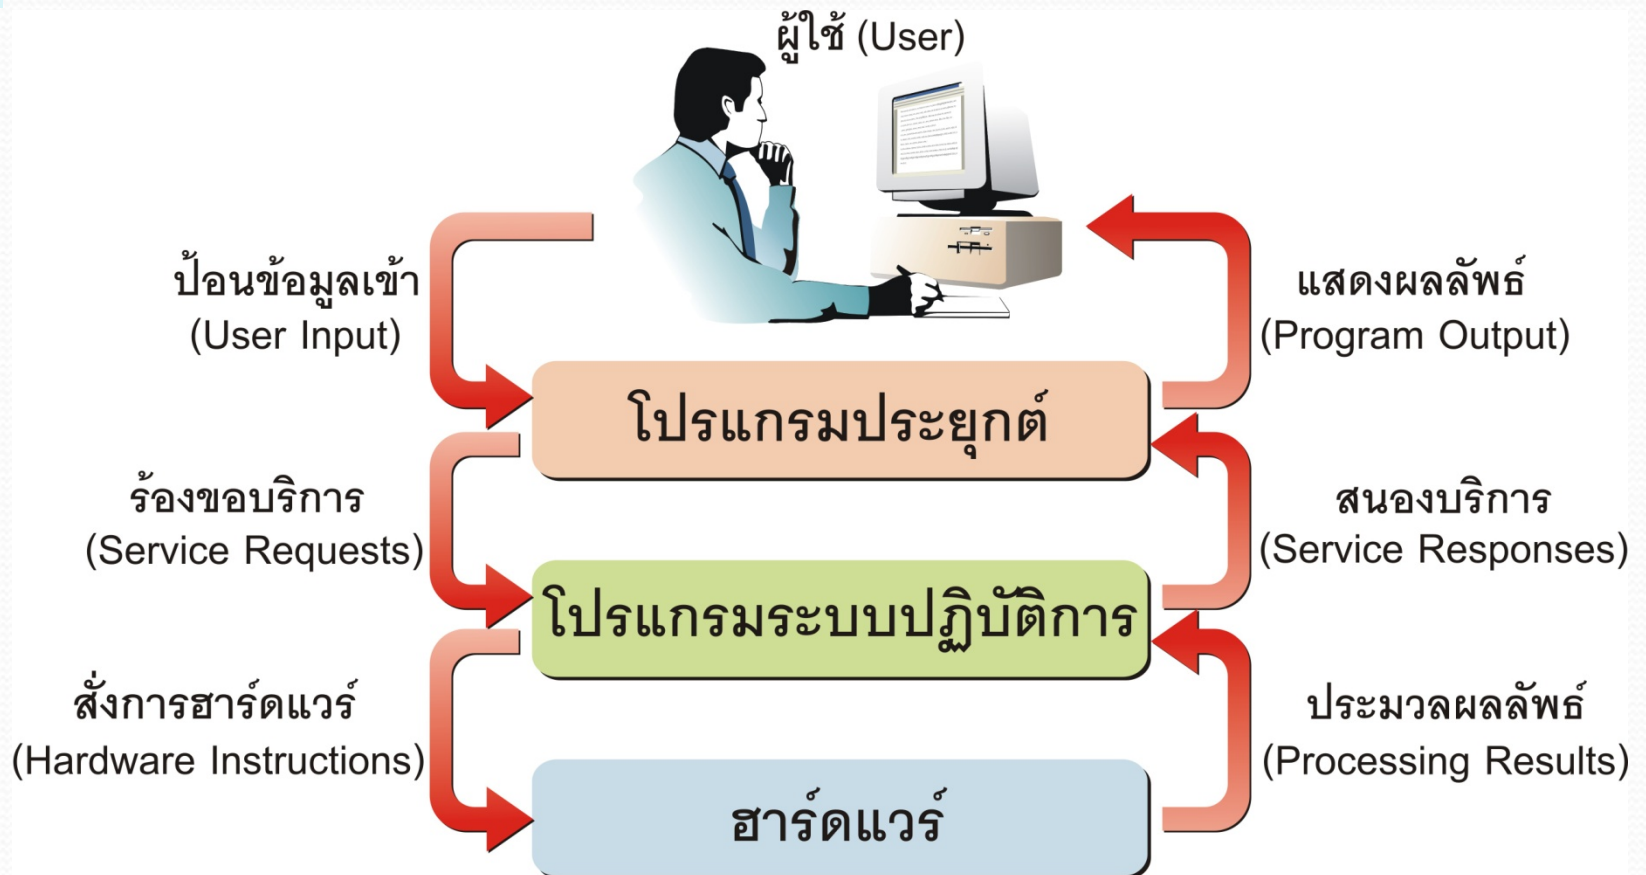 ผู้ใช้ (User)
ป้อนข้อมูลเข้า
(User Input)
แสดงผลลัพธ์
(Program Output)
โปรแกรมประยุกต์
ร้องขอบริการ
(Service Requests)
สนองบริการ
(Service Responses)
โปรแกรมระบบปฏิบัติการ
สั่งการฮาร์ดแวร์
(Hardware Instructions)
ประมวลผลลัพธ์
(Processing Results)
ฮาร์ดแวร์